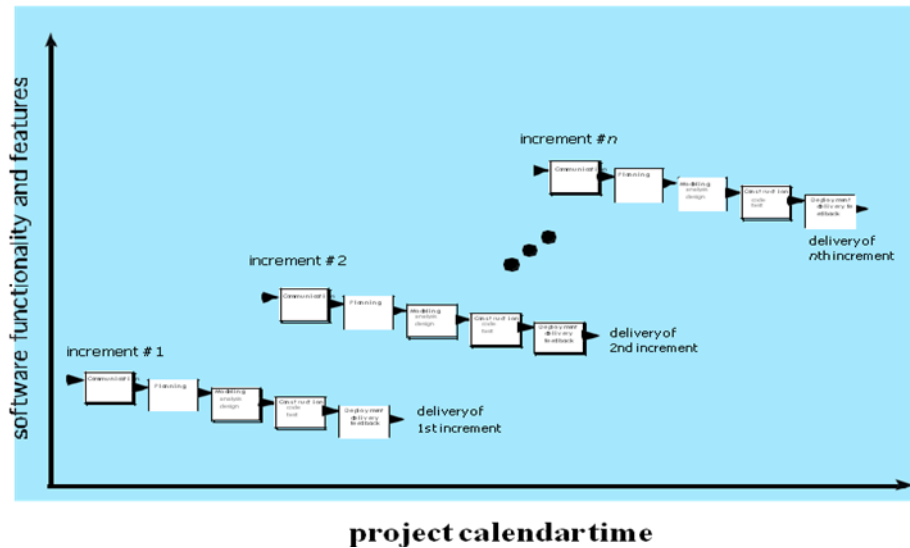 software functionality and features
increment # n
Communication
Planning
Modeling
analysis
design
Construction
code
test
Deployment
delivery
feedback
delivery of
nth increment
increment # 2
Communication
Planning
Modeling
analysis
design
Construction
code
test
Deployment
delivery
feedback
delivery of
2nd increment
increment # 1
Communication
Planning
Modeling
analysis
design
Construction
code
test
Deployment
delivery
feedback
delivery of
1st increment
project calendar time